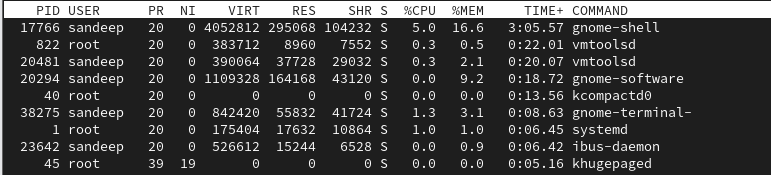 PID USER PR NI VIRT RES SHR S %CPU %MEM TIME+ COMMAND
17766 sandeep 20 0 4052812 295068 104232 S 5.0 16.6 3:05.57 gnome-shell
822 root 20 0 383712 8960 7552 S 0.3 0.5 0:22.01 vmtoolsd
20481 sandeep 20 0 390064 37728 29032 S 0.3 2.1 0:20.07 vmtoolsd
20294 sandeep 20 0 1109328 164168 43120 S 0.0 9.2 0:18.72 gnome-software
40 root 20 0 0 0 0 S 0.0 0.0 0:13.56 kcompactd0
38275 sandeep 20 0 842420 55832 41724 S 1.3 3.1 0:08.63 gnome-terminal-
1 root 20 0 175404 17632 10864 S 1.0 1.0 0:06.45 systemd
23642 sandeep 20 0 526612 15244 6528 S 0.0 0.9 0:06.42 ibus-daemon
45 root 39 19 0 0 0 S 0.0 0.0 0:05.16 khugepaged